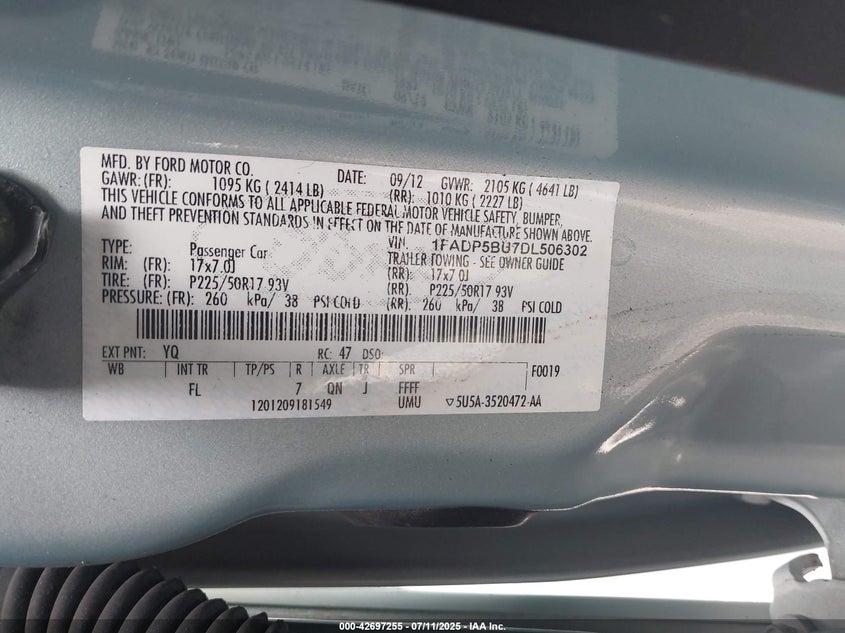 MFD. BY FORD MOTOR CO.
DATE: 09/12 GVWR: 2105 KG ( 4641 LB)
GAWR: (FR): 1095 KG ( 2414 LB) (RR): 1010 KG ( 2227 LB)
THIS VEHICLE CONFORMS TO ALL APPLICABLE FEDERAL MOTOR VEHICLE SAFETY, BUMPER,
AND THEFT PREVENTION STANDARDS IN EFFECT ON THE DATE OF MANUFACTURE SHOWN ABOVE.
VIN: 1FADP5BU7DL506302
TYPE: Passenger Car TRAILER TOWING - SEE OWNER GUIDE
RIM: (FR): 17x7.0J (RR): 17x7.0J
TIRE: (FR): P225/50R17 93V (RR): P225/50R17 93V
PRESSURE: (FR): 260 kPa/ 38 PSI COLD (RR): 260 kPa/ 38 PSI COLD
EXT PNT: YQ RC: 47 DSO:
WB INT TR TP/PS R AXLE TR SPR F0019
FL 7 QN J FFFF
1201209181549 UMU ▽5U5A-3520472-AA
000-42697255 - 07/11/2025 - IAA Inc.